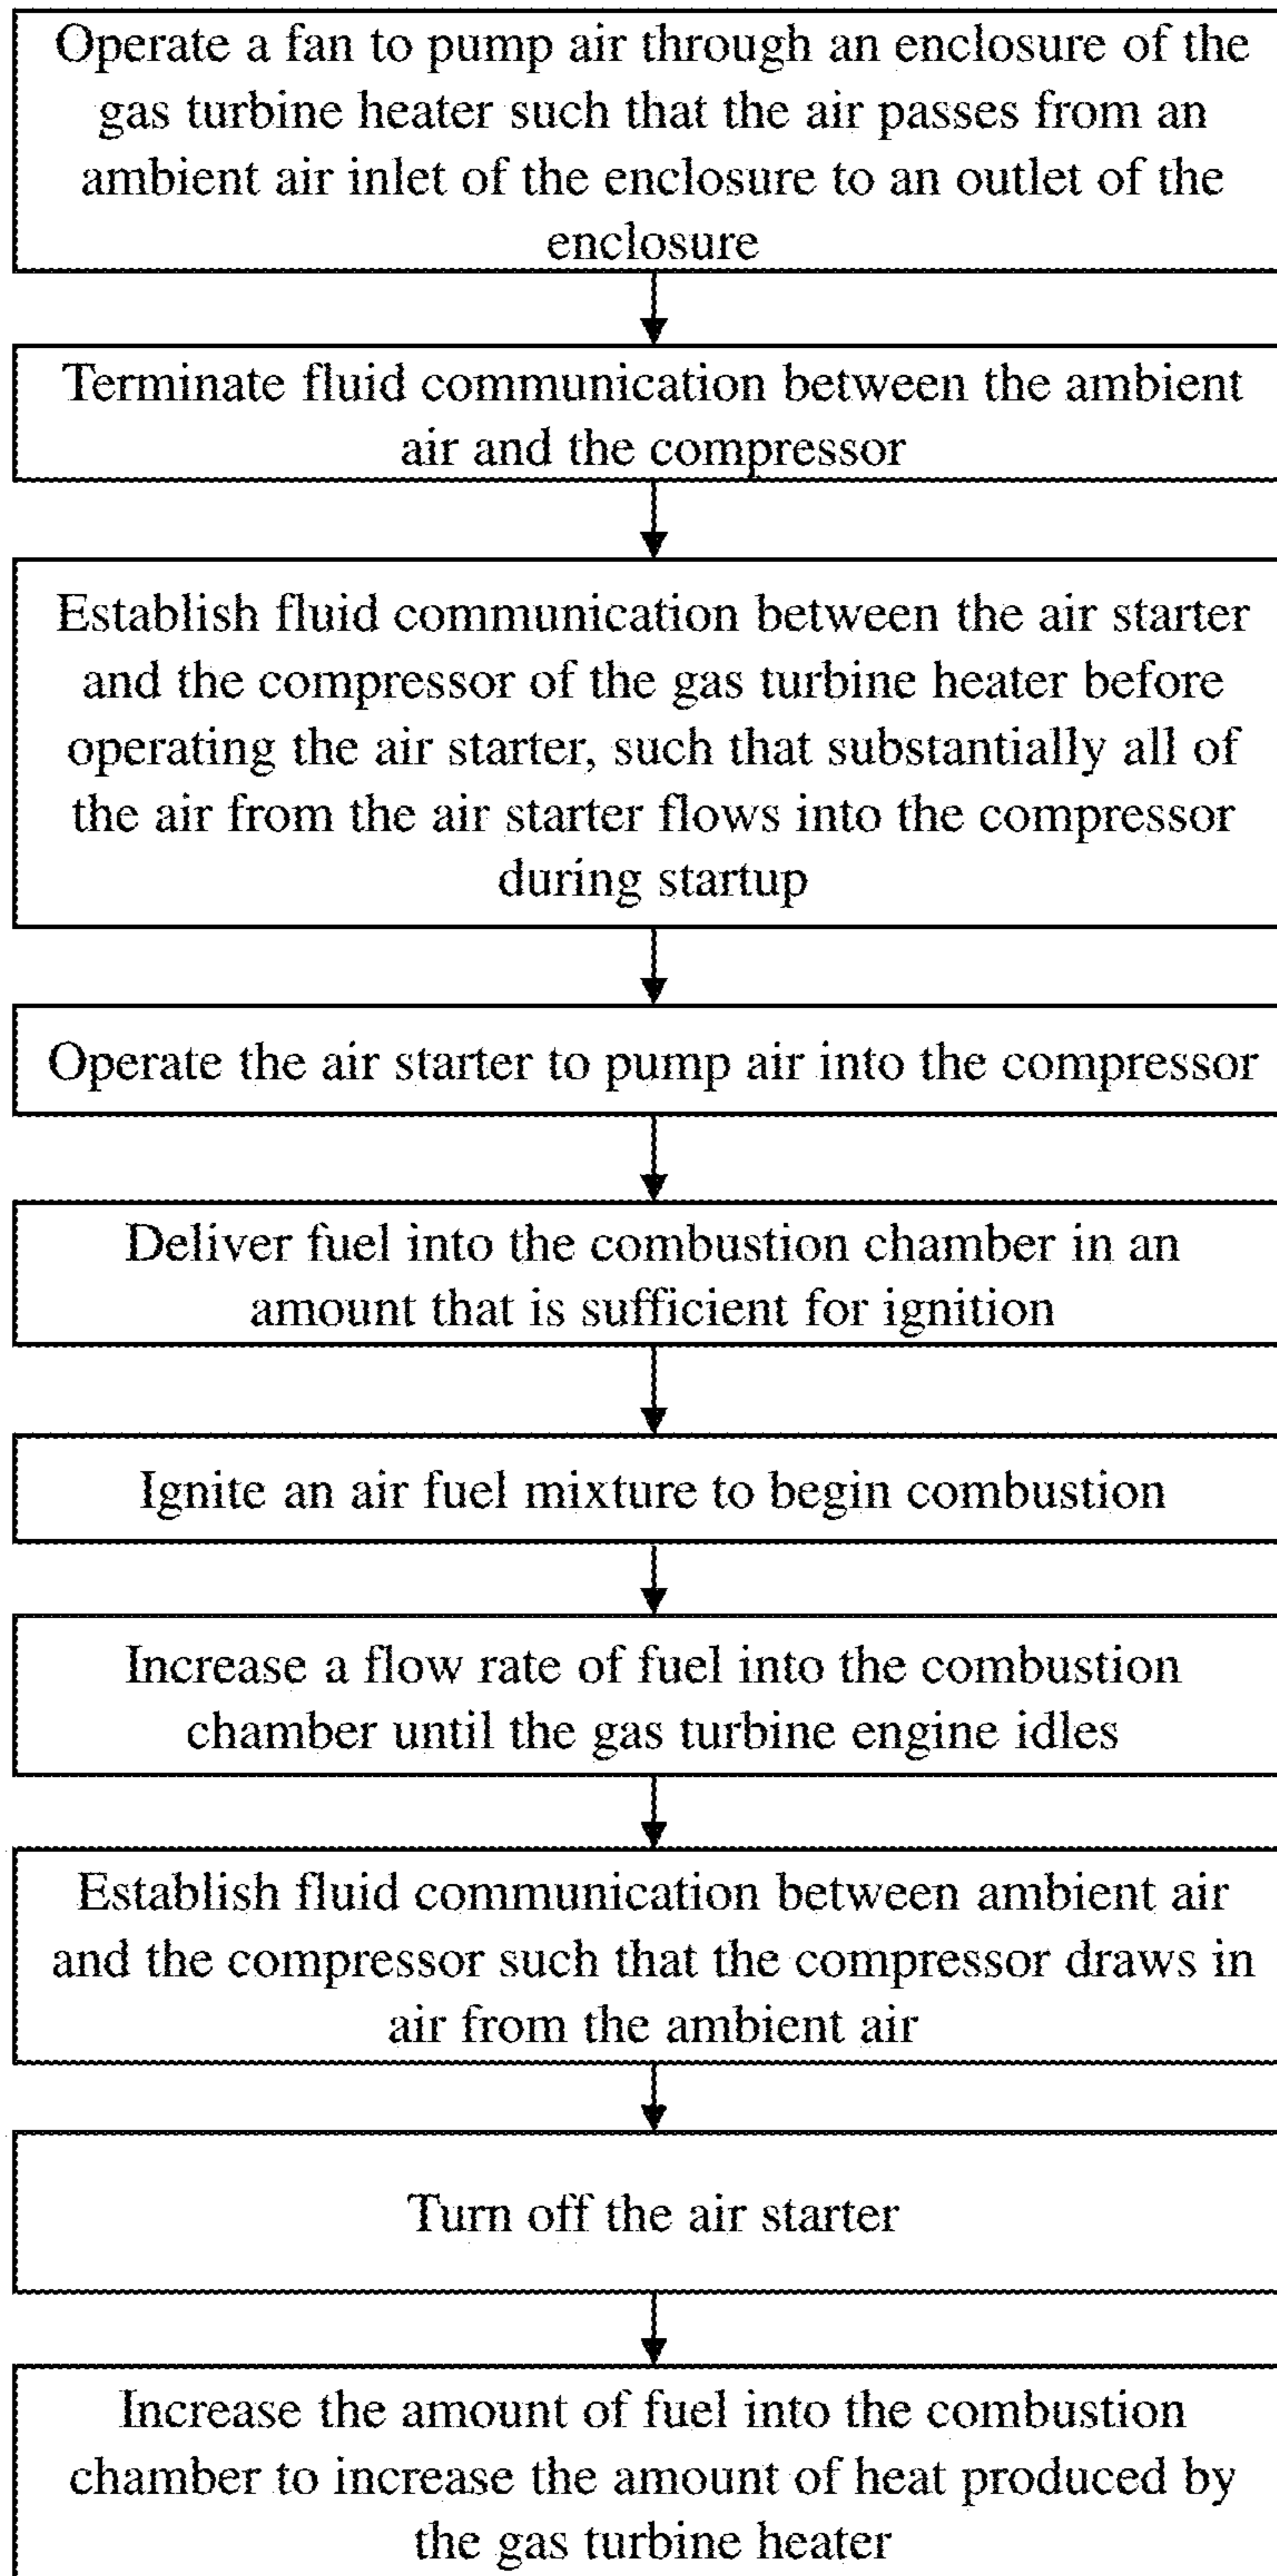 Operate a fan to pump air through an enclosure of the
gas turbine heater such that the air passes from an
ambient air inlet of the enclosure to an outlet of the
enclosure
Terminate fluid communication between the ambient
air and the compressor
Establish fluid communication between the air starter
and the compressor of the gas turbine heater before
operating the air starter, such that substantially all of
the air from the air starter flows into the compressor
during startup
Operate the air starter to pump air into the compressor
Deliver fuel into the combustion chamber in an
amount that is sufficient for ignition
Ignite an air fuel mixture to begin combustion
Increase a flow rate of fuel into the combustion
chamber until the gas turbine engine idles
Establish fluid communication between ambient air
and the compressor such that the compressor draws in
air from the ambient air
Turn off the air starter
Increase the amount of fuel into the combustion
chamber to increase the amount of heat produced by
the gas turbine heater